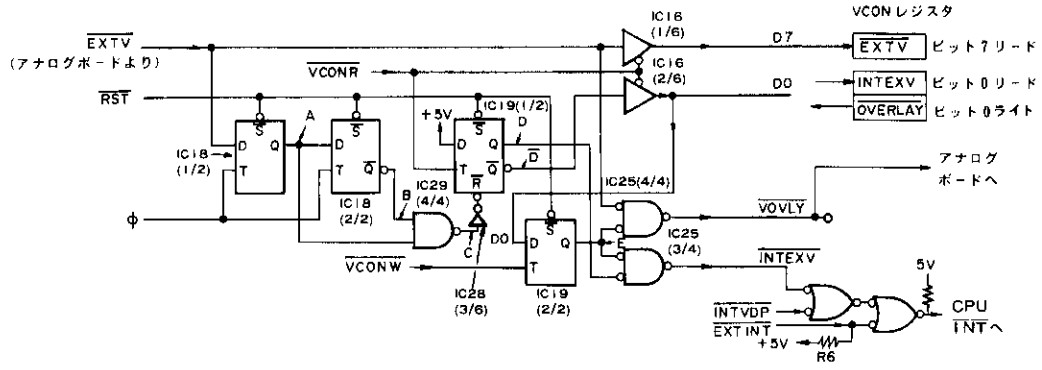 VCONレジスタ
IC16
(1/6)
EXTV
(アナログボードより)
D7
EXTV
ビット7リード
IC16
(2/6)
VCONR
D0
INTEXV
ビット0リード
RST
IC19(1/2)
OVERLAY
ビット0ライト
+5V
A
S
S
S
D
D
Q
D
Q
D
Q
D
IC18
(1/2)
T
T
Q
T
Q
IC29
(4/4)
R
IC25(4/4)
アナログ
ボードへ
IC18
(2/2)
B
φ
C
D0
S
D
Q
E
VOVLY
IC25
(3/4)
VCONW
T
INTEXV
IC28
(3/6)
IC19
(2/2)
5V
INTVDP
EXTINT
CPU
INTへ
+5V
R6